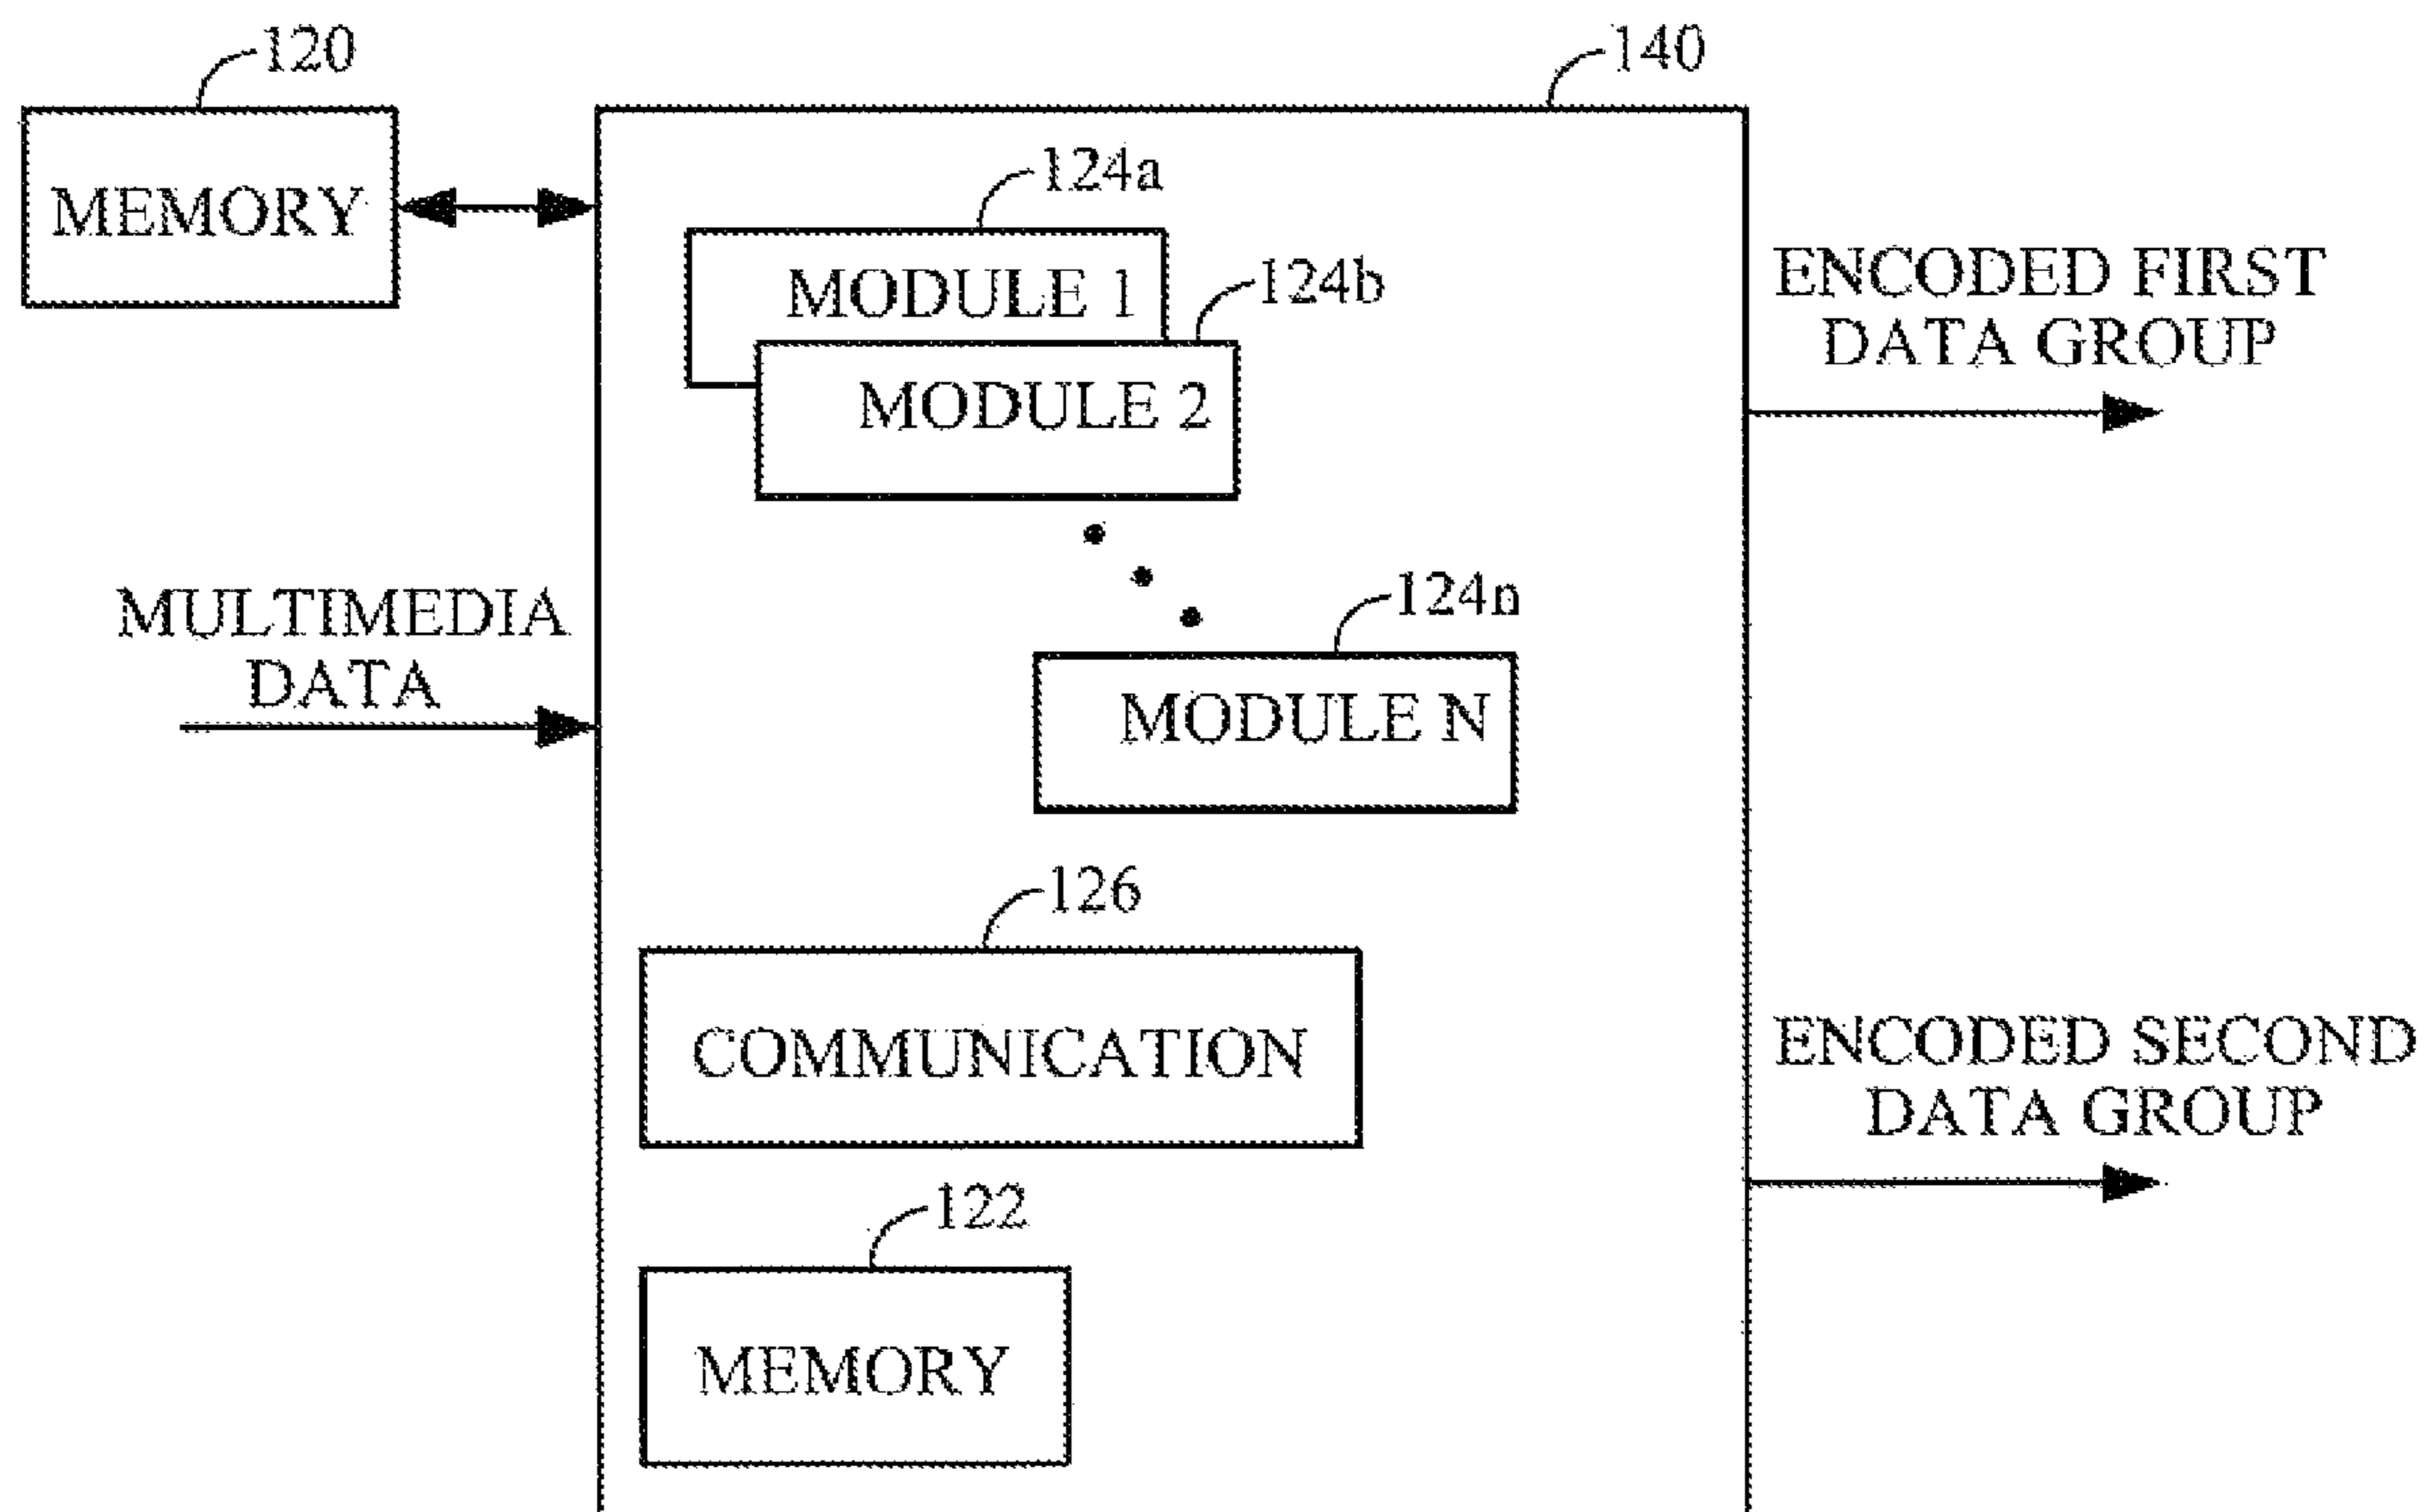 120
140
MEMORY
124a
MODULE 1
124b
MODULE 2
ENCODED FIRST
DATA GROUP
124n
MULTIMEDIA
DATA
MODULE N
126
COMMUNICATION
ENCODED SECOND
DATA GROUP
122
MEMORY